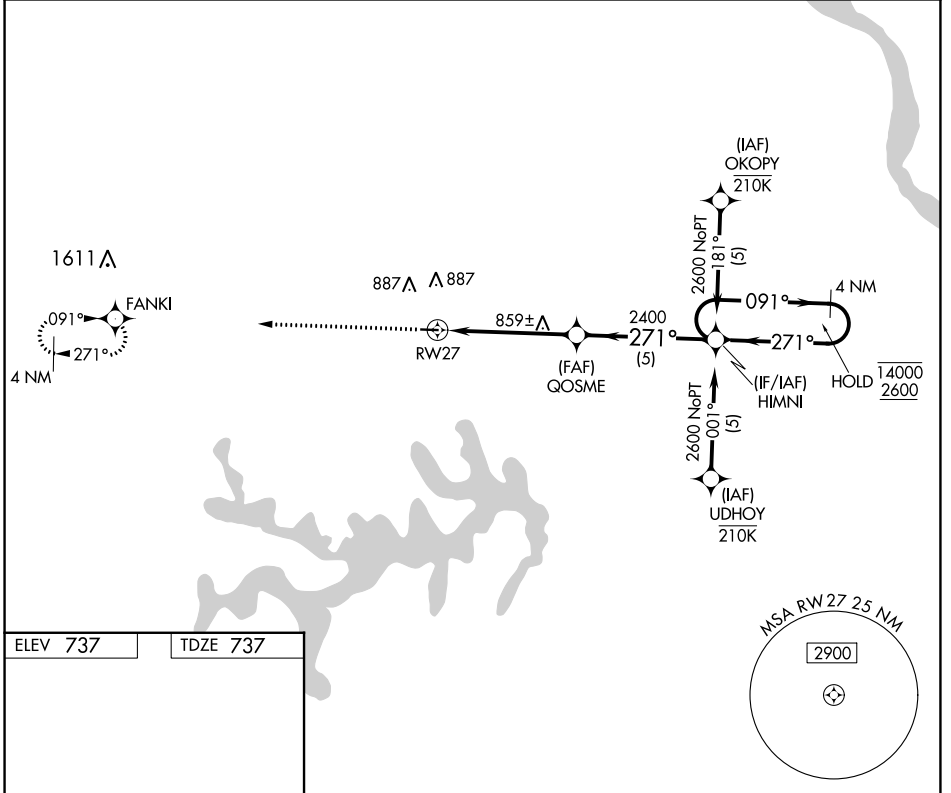 (IAF)
OKOPY
210K
2600 NoPT
181°
(5)
1611
FANKI
091°
271°
4 NM
887
887
859±
RW27
(FAF)
QOSME
2400
271°
(5)
091°
4 NM
271°
HOLD
14000
2600
(IF/IAF)
HIMNI
2600 NoPT
001°
(5)
(IAF)
UDHOY
210K
MSA RW27 25 NM
2900
ELEV 737
TDZE 737